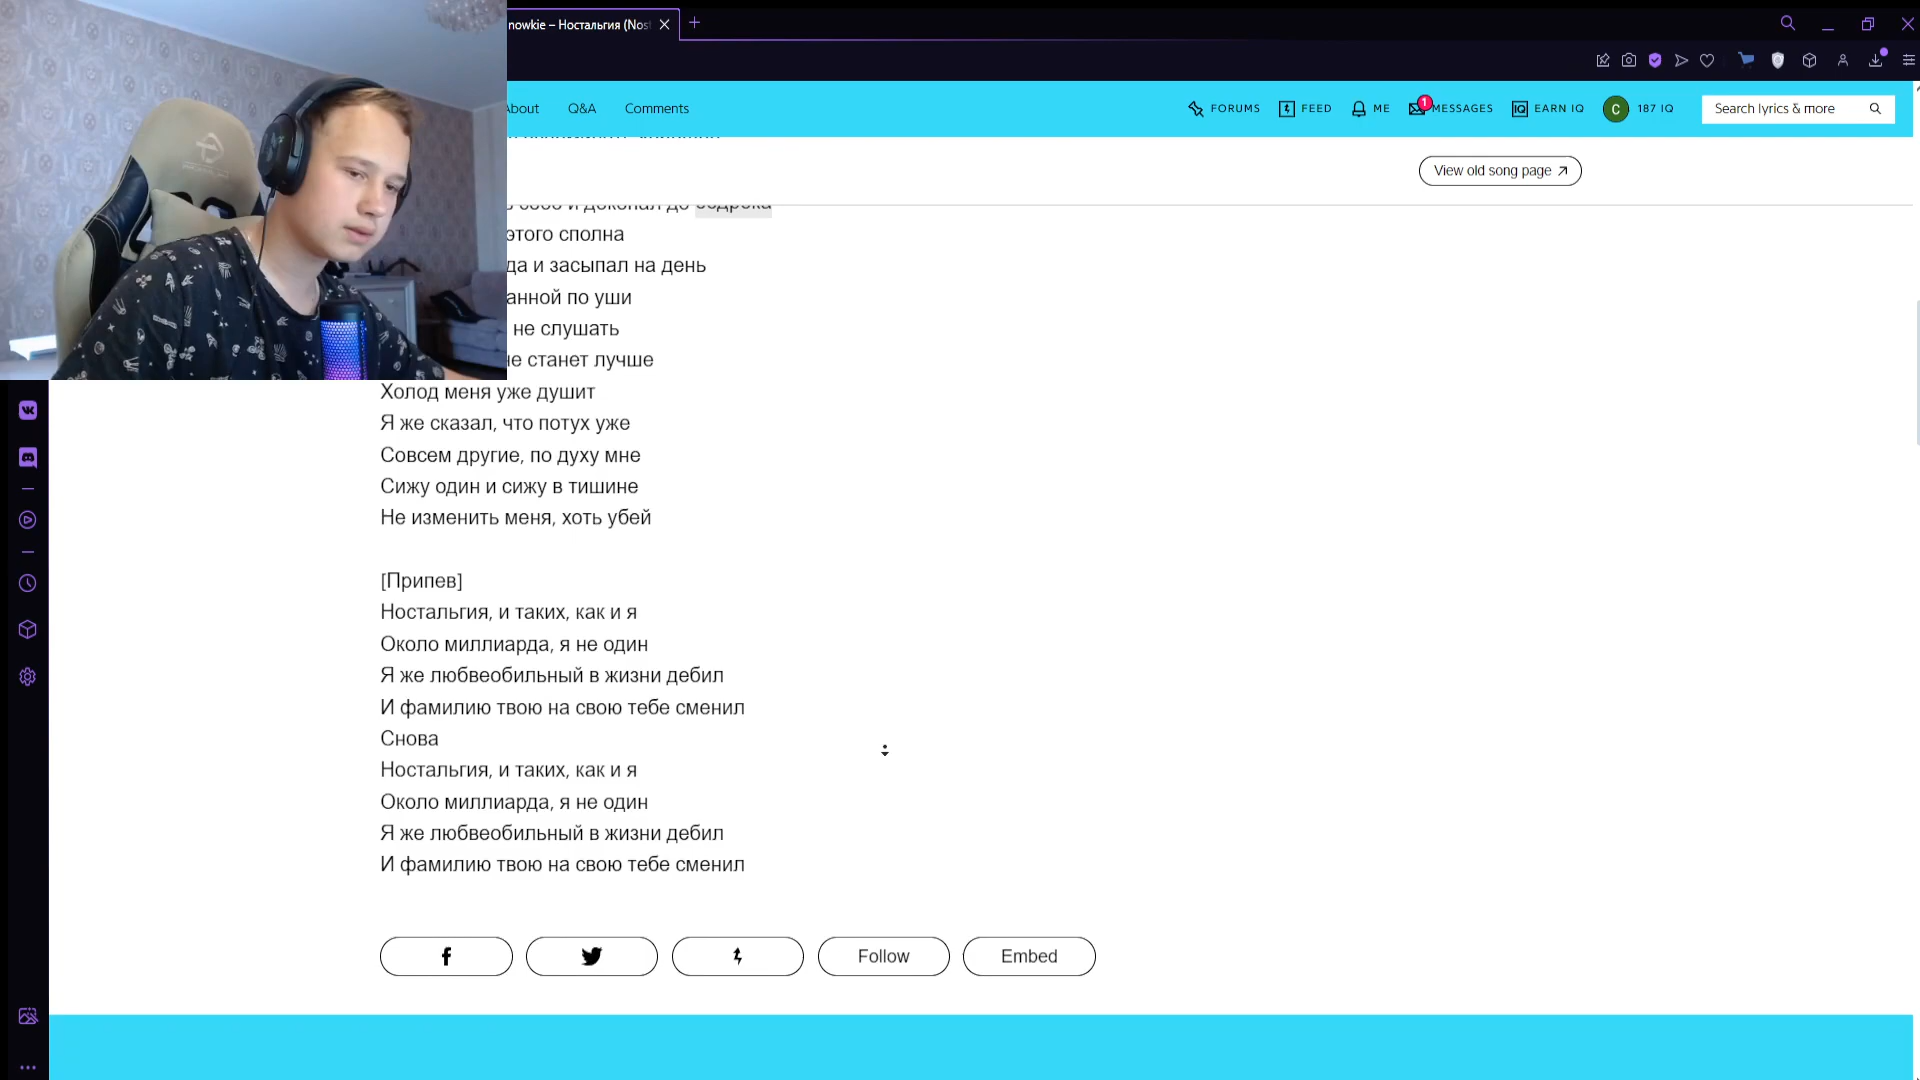 nowkie – Ностальгия (Nost
About
Q&A
Comments
FORUMS
FEED
ME
1
MESSAGES
EARN IQ
C
187 IQ
Search lyrics & more
View old song page
этого сполна
да и засыпал на день
анной по уши
не слушать
не станет лучше
Холод меня уже душит
Я же сказал, что потух уже
Совсем другие, по духу мне
Сижу один и сижу в тишине
Не изменить меня, хоть убей
[Припев]
Ностальгия, и таких, как и я
Около миллиарда, я не один
Я же любвеобильный в жизни дебил
И фамилию твою на свою тебе сменил
Снова
Ностальгия, и таких, как и я
Около миллиарда, я не один
Я же любвеобильный в жизни дебил
И фамилию твою на свою тебе сменил
Follow
Embed